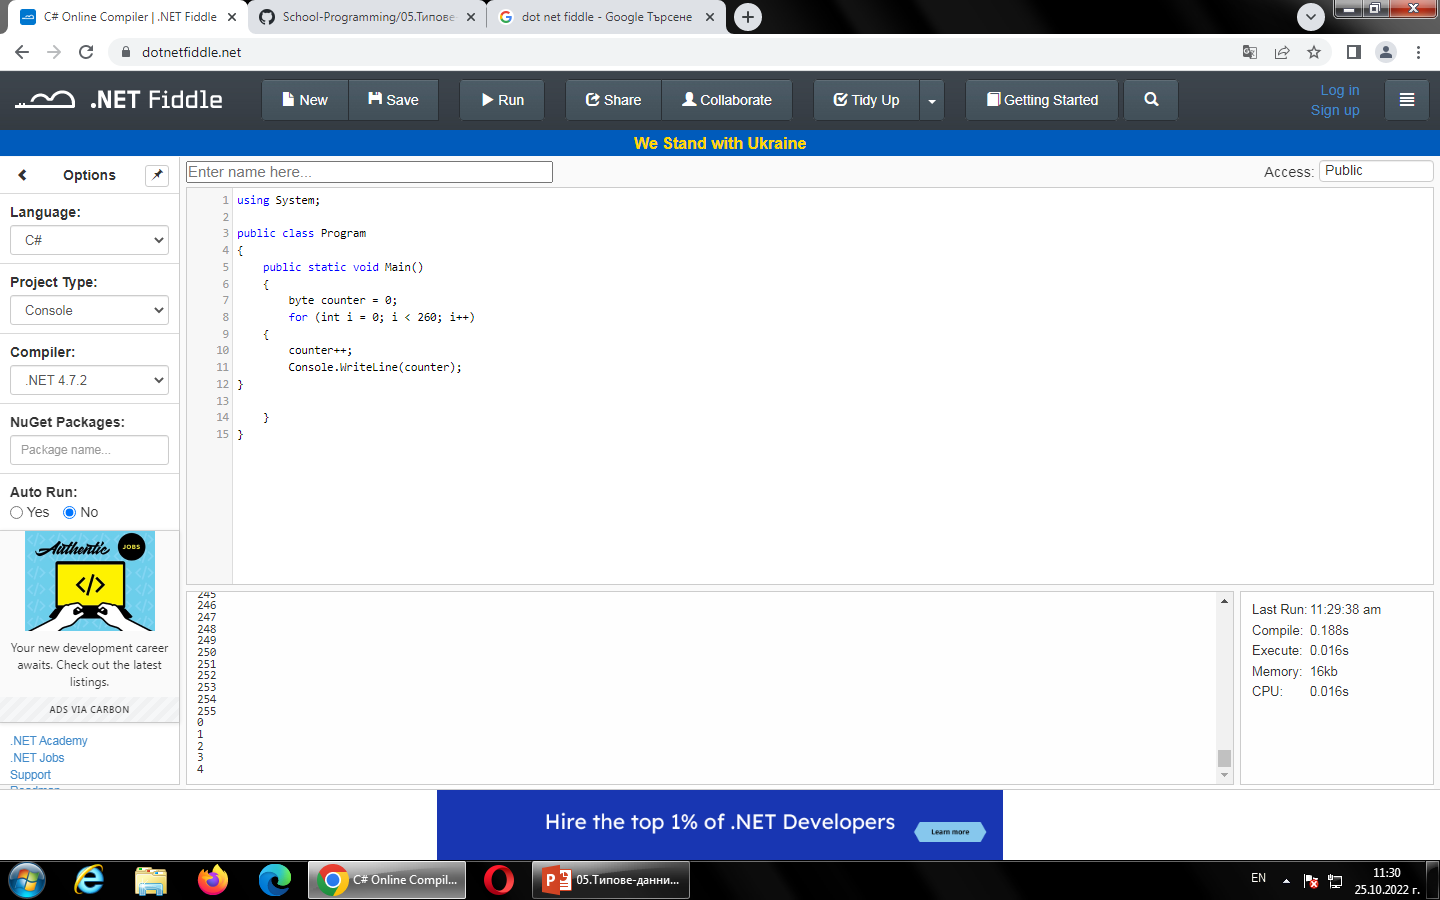 C# Online Compiler | .NET Fiddle
School-Programming/05.Типове-
dot net fiddle - Google Търсене
dotnetfiddle.net
.NET Fiddle
New
Save
Run
Share
Collaborate
Tidy Up
Getting Started
Log in
Sign up
We Stand with Ukraine
Options
Enter name here...
Access:
Public
Language:
C#
Project Type:
Console
Compiler:
.NET 4.7.2
NuGet Packages:
Package name...
Auto Run:
Yes
No
1 using System;
2
3 public class Program
4 {
5 public static void Main()
6 {
7 byte counter = 0;
8 for (int i = 0; i < 260; i++)
9 {
10 counter++;
11 Console.WriteLine(counter);
12 }
13
14 }
15 }
Authentic
JOBS
</>
Your new development career
awaits. Check out the latest
listings.
ADS VIA CARBON
.NET Academy
.NET Jobs
Support
Roadmap
245
246
247
248
249
250
251
252
253
254
255
0
1
2
3
4
Last Run: 11:29:38 am
Compile: 0.188s
Execute: 0.016s
Memory: 16kb
CPU: 0.016s
Hire the top 1% of .NET Developers
Learn more
C# Online Compil...
05.Типове-данни...
EN
11:30
25.10.2022 г.